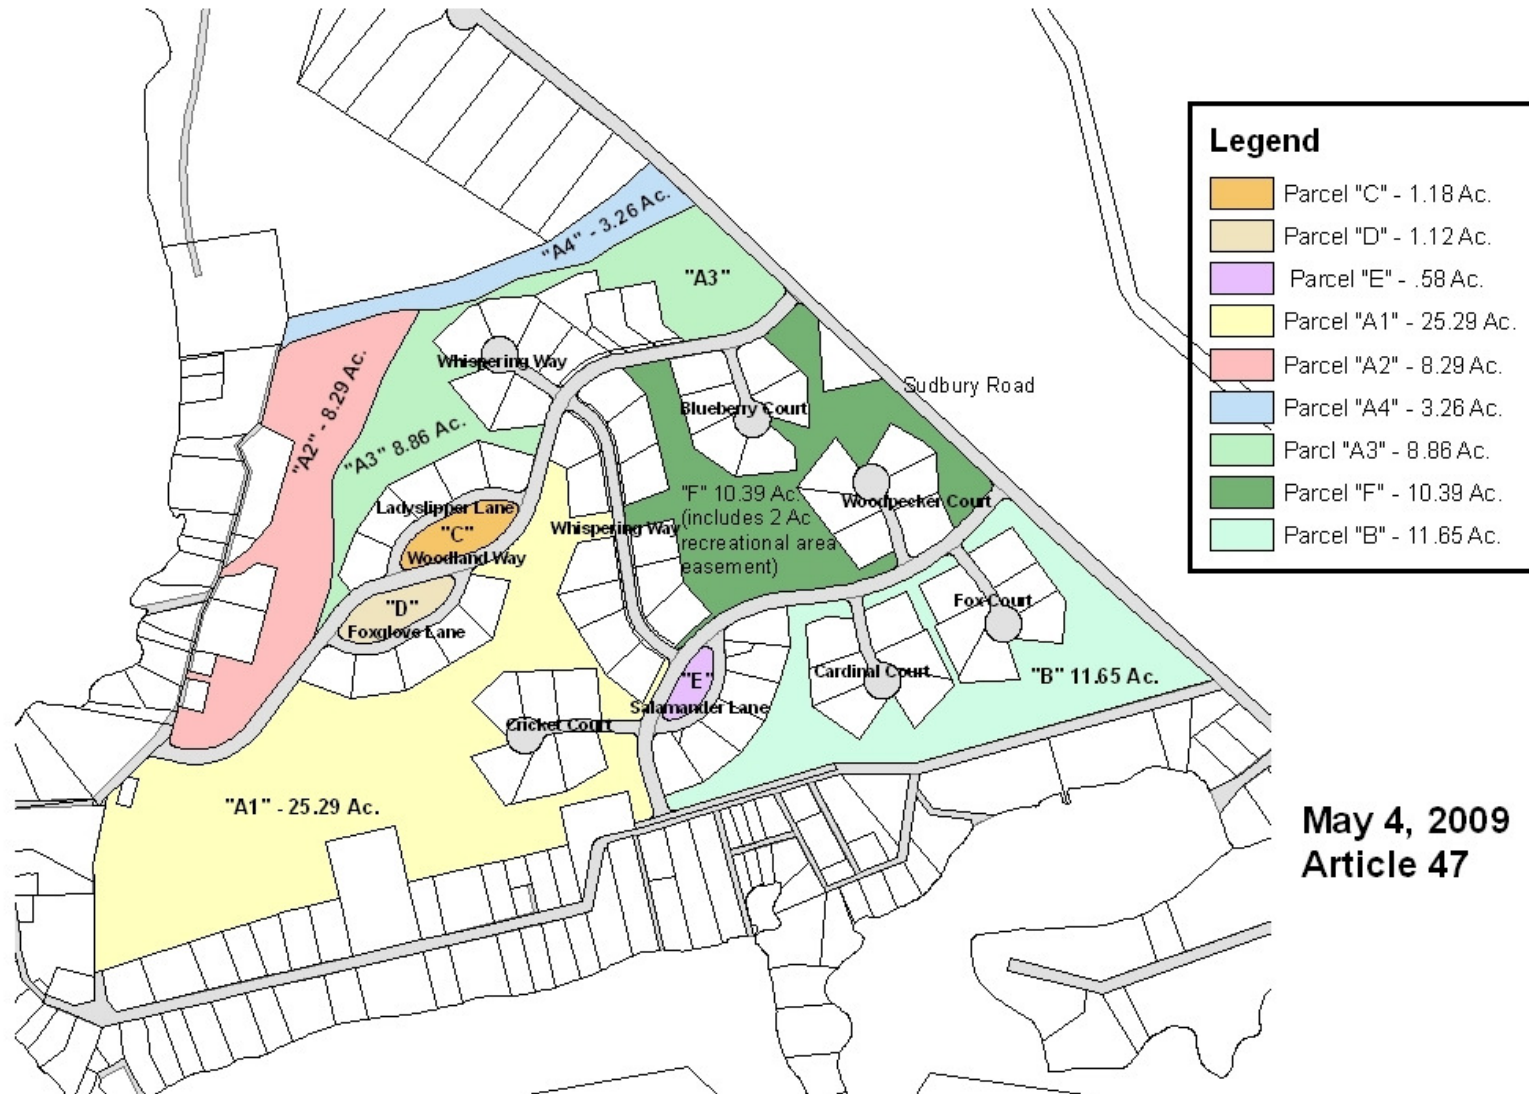 "A4" - 3.26 Ac.
"A3"
Whispering Way
"A2" - 8.29 Ac.
"A3" 8.86 Ac.
Blueberry Court
Sudbury Road
Ladyslipper Lane
"C"
Woodland Way
Whispering Way
"F" 10.39 Ac.
(includes 2 Ac
recreational area
easement)
Woodpecker Court
"D"
Foxglove Lane
Fox Court
Cardinal Court
"B" 11.65 Ac.
"E"
Salamander Lane
Cricket Court
"A1" - 25.29 Ac.
Legend
Parcel "C" - 1.18 Ac.
Parcel "D" - 1.12 Ac.
Parcel "E" - .58 Ac.
Parcel "A1" - 25.29 Ac.
Parcel "A2" - 8.29 Ac.
Parcel "A4" - 3.26 Ac.
Parcl "A3" - 8.86 Ac.
Parcel "F" - 10.39 Ac.
Parcel "B" - 11.65 Ac.
May 4, 2009
Article 47